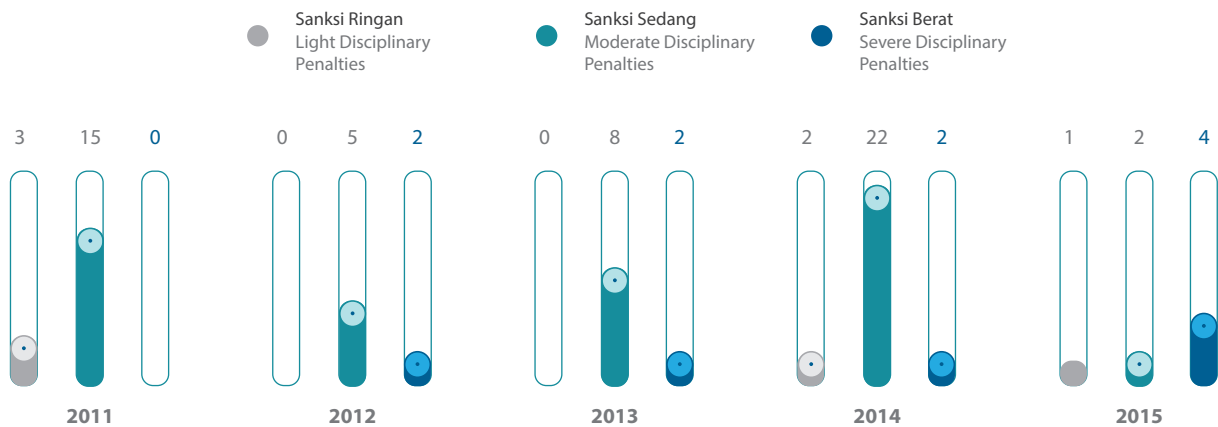 Sanksi Ringan
Light Disciplinary
Penalties
Sanksi Sedang
Moderate Disciplinary
Penalties
Sanksi Berat
Severe Disciplinary
Penalties
3 15 0
0 5 2
0 8 2
2 22 2
1 2 4
2011
2012
2013
2014
2015